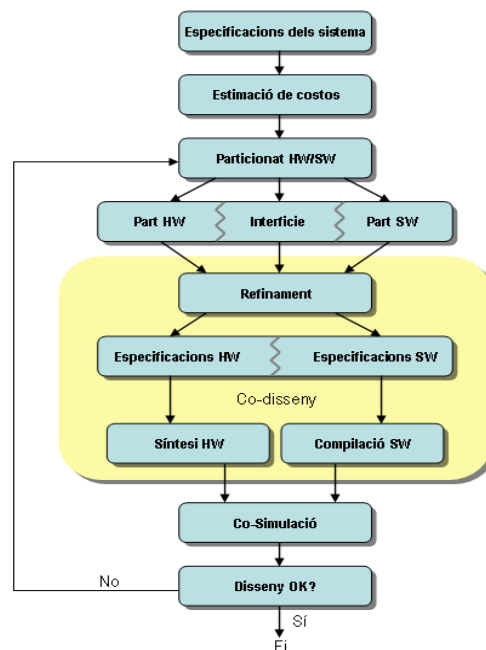 Especificacions dels sistema
Estimació de costos
Particionat HW/SW
Part HW Interfície Part SW
Refinament
Especificacions HW Especificacions SW
Co-disseny
Síntesi HW Compilació SW
Co-Simulació
No Disseny OK?
Sí
Fi